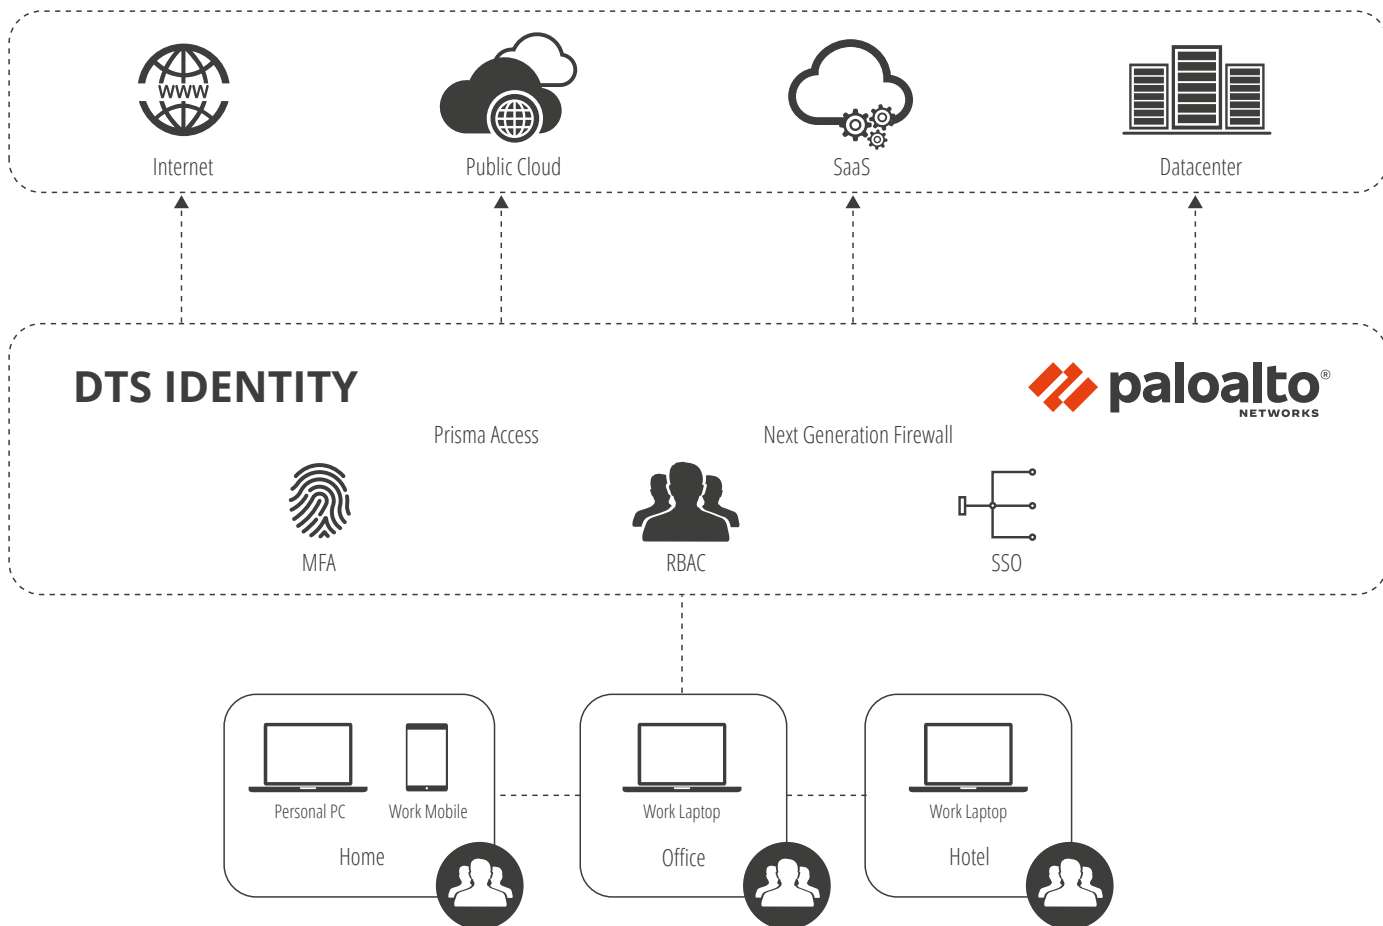 WWW
Internet
Public Cloud
SaaS
Datacenter
DTS IDENTITY
paloalto®
NETWORKS
Prisma Access
Next Generation Firewall
MFA
RBAC
SSO
Personal PC
Work Mobile
Home
Work Laptop
Office
Work Laptop
Hotel